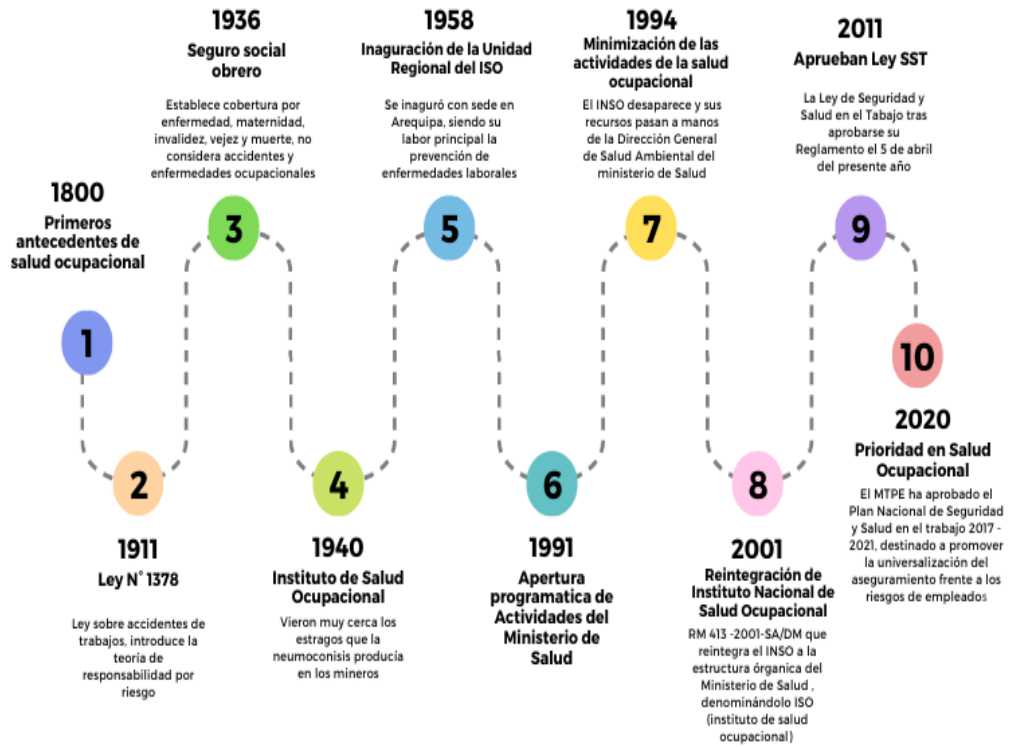 1800
Primeros
antecedentes de
salud ocupacional
1
2
1911
Ley N° 1378
Ley sobre accidentes de
trabajos, introduce la
teoría de
responsabilidad por
riesgo
1936
Seguro social
obrero
Establece cobertura por
enfermedad, maternidad,
invalidez, vejez y muerte, no
considera accidentes y
enfermedades ocupacionales
3
4
1940
Instituto de Salud
Ocupacional
Vieron muy cerca los
estragos que la
neumoconisis producía
en los mineros
1958
Inaguración de la Unidad
Regional del ISO
Se inaguró con sede en
Arequipa, siendo su
labor principal la
prevención de
enfermedades laborales
5
6
1991
Apertura
programatica de
Actividades del
Ministerio de
Salud
1994
Minimización de las
actividades de la salud
ocupacional
El INSO desaparece y sus
recursos pasan a manos
de la Dirección General
de Salud Ambiental del
ministerio de Salud
7
8
2001
Reintegración de
Instituto Nacional de
Salud Ocupacional
RM 413 -2001-SA/DM que
reintegra el INSO a la
estructura órganica del
Ministerio de Salud ,
denominándolo ISO
(instituto de salud
ocupacional)
2011
Aprueban Ley SST
La Ley de Seguridad y
Salud en el Tabajo tras
aprobarse su
Reglamento el 5 de abril
del presente año
9
10
2020
Prioridad en Salud
Ocupacional
El MTPE ha aprobado el
Plan Nacional de Seguridad
y Salud en el trabajo 2017 -
2021, destinado a promover
la universalización del
aseguramiento frente a los
riesgos de empleados